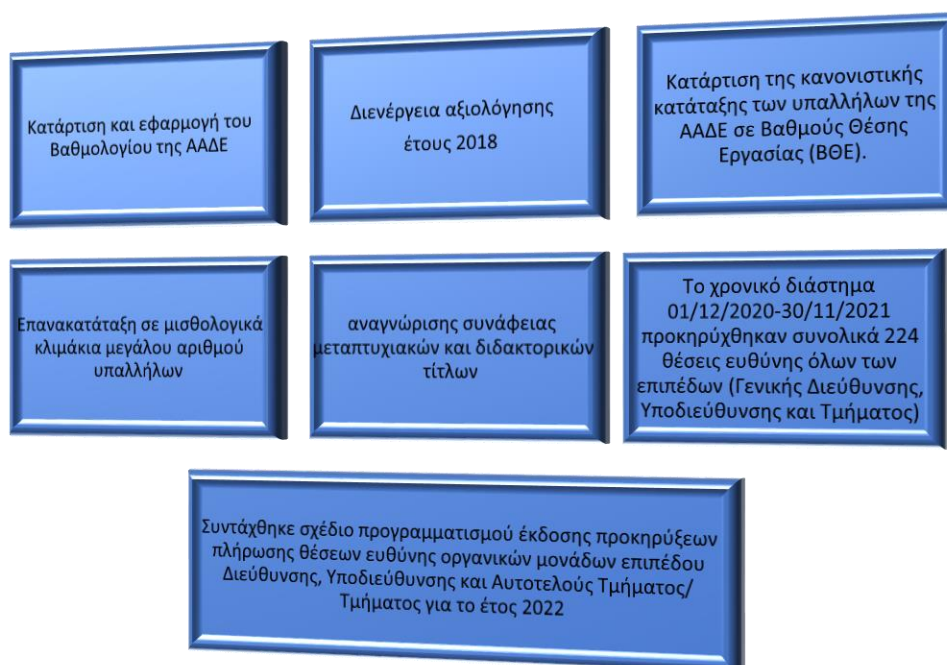 Κατάρτιση και εφαρμογή του
Βαθμολογίου της ΑΑΔΕ
Διενέργεια αξιολόγησης
έτους 2018
Κατάρτιση της κανονιστικής
κατάταξης των υπαλλήλων της
ΑΑΔΕ σε Βαθμούς Θέσης
Εργασίας (ΒΘΕ).
Επανακατάταξη σε μισθολογικά
κλιμάκια μεγάλου αριθμού
υπαλλήλων
αναγνώρισης συνάφειας
μεταπτυχιακών και διδακτορικών
τίτλων
Το χρονικό διάστημα
01/12/2020-30/11/2021
προκηρύχθηκαν συνολικά 224
θέσεις ευθύνης όλων των
επιπέδων (Γενικής Διεύθυνσης,
Υποδιεύθυνσης και Τμήματος)
Συντάχθηκε σχέδιο προγραμματισμού έκδοσης προκηρύξεων
πλήρωσης θέσεων ευθύνης οργανικών μονάδων επιπέδου
Διεύθυνσης, Υποδιεύθυνσης και Αυτοτελούς Τμήματος/
Τμήματος για το έτος 2022